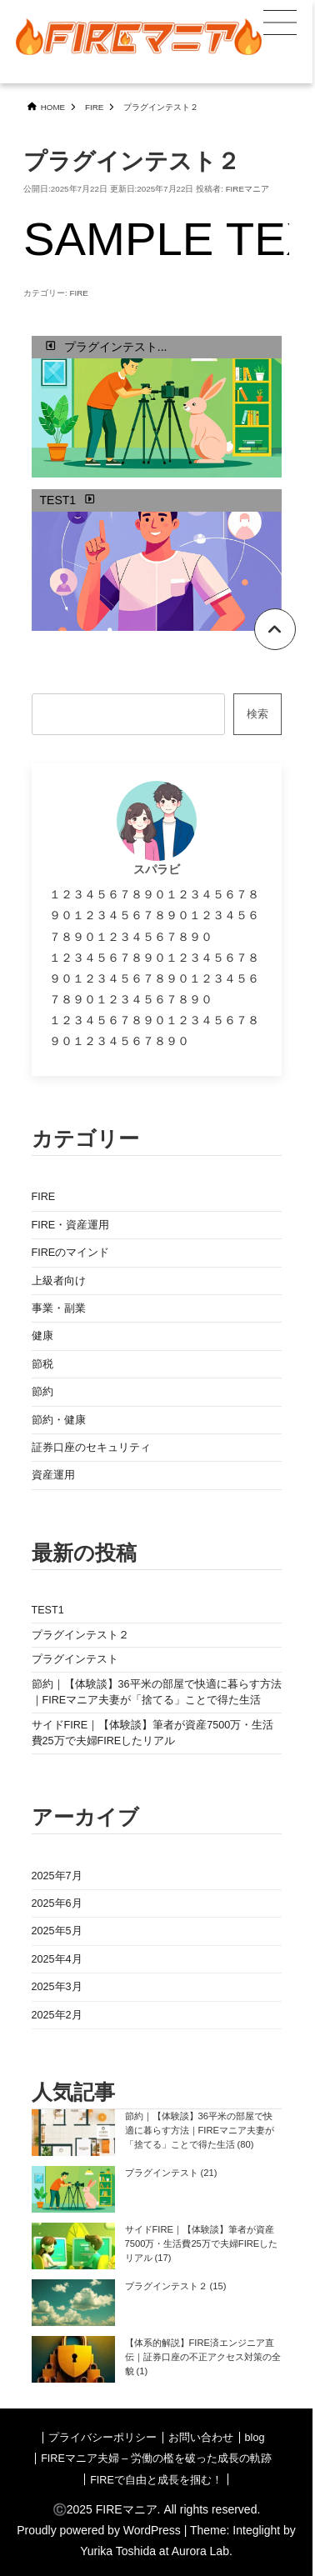 FIREマニア
HOME > FIRE > プラグインテスト２
プラグインテスト２
公開日:2025年7月22日 更新日:2025年7月22日 投稿者: FIREマニア
SAMPLE TEX
カテゴリー: FIRE
プラグインテスト...
TEST1
検索
スパラビ
１２３４５６７８９０１２３４５６７８
９０１２３４５６７８９０１２３４５６
７８９０１２３４５６７８９０
１２３４５６７８９０１２３４５６７８
９０１２３４５６７８９０１２３４５６
７８９０１２３４５６７８９０
１２３４５６７８９０１２３４５６７８
９０１２３４５６７８９０
カテゴリー
FIRE
FIRE・資産運用
FIREのマインド
上級者向け
事業・副業
健康
節税
節約
節約・健康
証券口座のセキュリティ
資産運用
最新の投稿
TEST1
プラグインテスト２
プラグインテスト
節約｜【体験談】36平米の部屋で快適に暮らす方法
｜FIREマニア夫妻が「捨てる」ことで得た生活
サイドFIRE｜【体験談】筆者が資産7500万・生活
費25万で夫婦FIREしたリアル
アーカイブ
2025年7月
2025年6月
2025年5月
2025年4月
2025年3月
2025年2月
人気記事
節約｜【体験談】36平米の部屋で快
適に暮らす方法｜FIREマニア夫妻が
「捨てる」ことで得た生活 (80)
プラグインテスト (21)
サイドFIRE｜【体験談】筆者が資産
7500万・生活費25万で夫婦FIREした
リアル (17)
プラグインテスト２ (15)
【体系的解説】FIRE済エンジニア直
伝｜証券口座の不正アクセス対策の全
貌 (1)
| プライバシーポリシー | お問い合わせ | blog
| FIREマニア夫婦 – 労働の檻を破った成長の軌跡
| FIREで自由と成長を掴む！ |
Ⓒ2025 FIREマニア. All rights reserved.
Proudly powered by WordPress | Theme: Integlight by
Yurika Toshida at Aurora Lab.